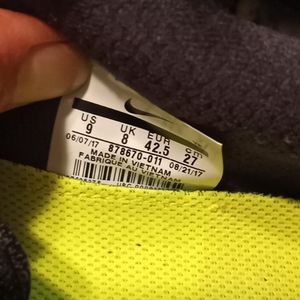 US UK EUR cm
9 8 42.5 27
06/07/17 878670-011 08/21/17
MADE IN VIETNAM
FABRIQUÉ AU VIETNAM